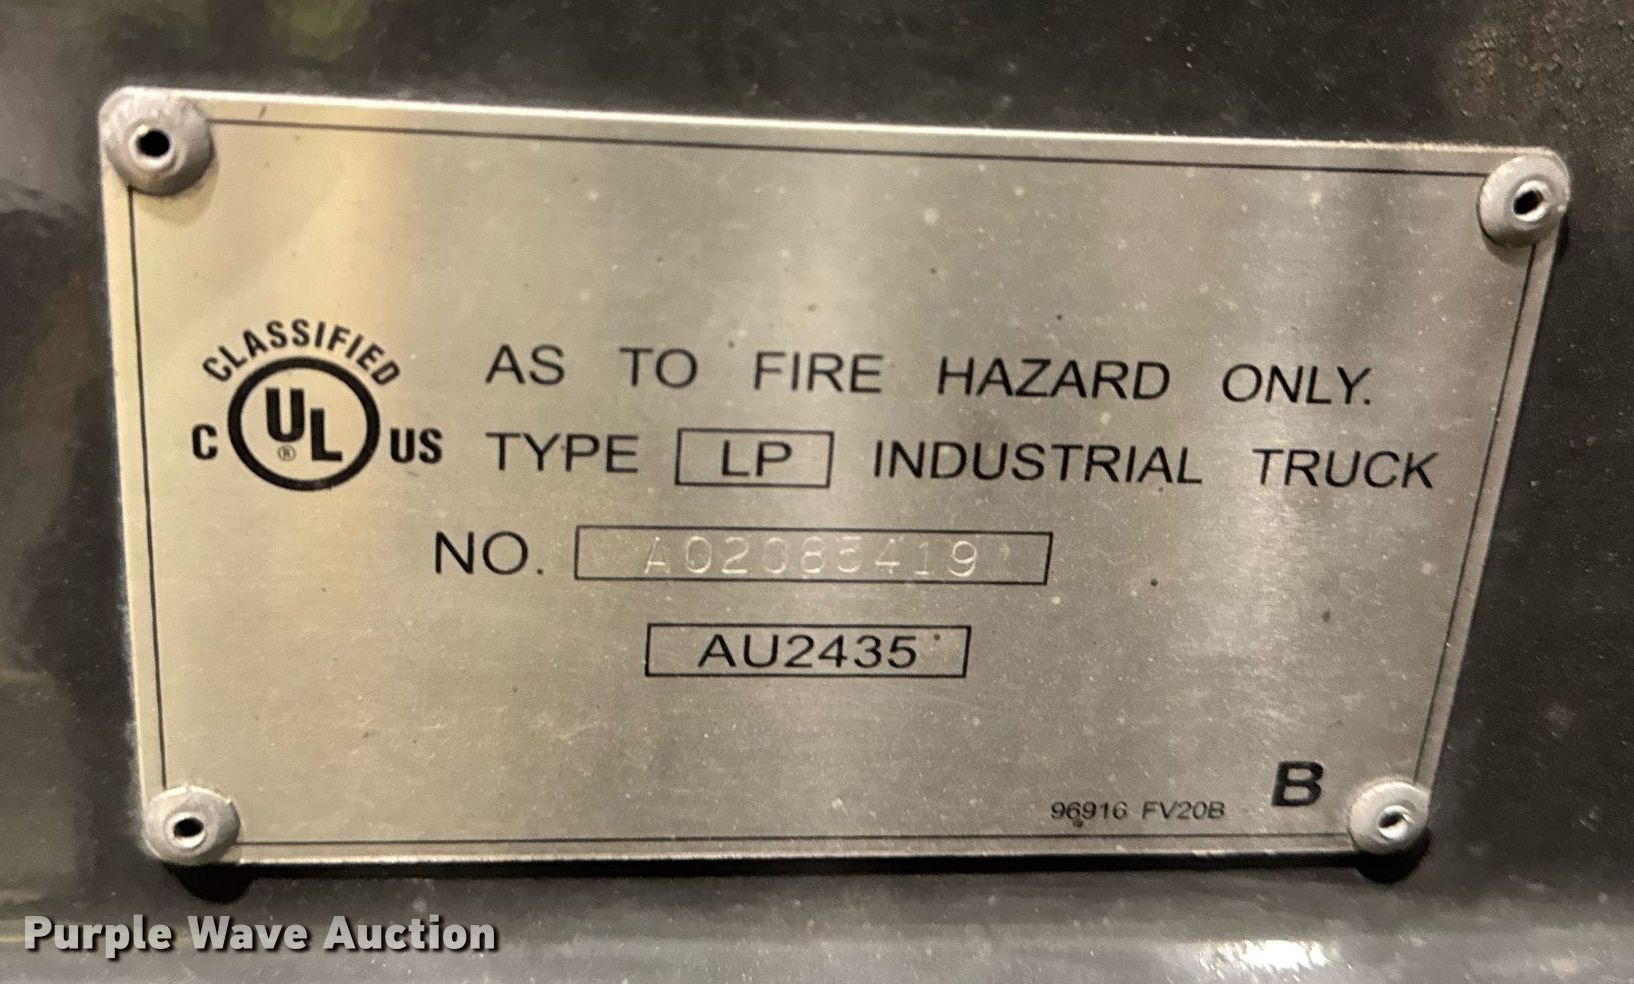 CLASSIFIED
C UL® US
AS TO FIRE HAZARD ONLY.
TYPE LP INDUSTRIAL TRUCK
NO. A02083419
AU2435
96916 FV20B B
Purple Wave Auction